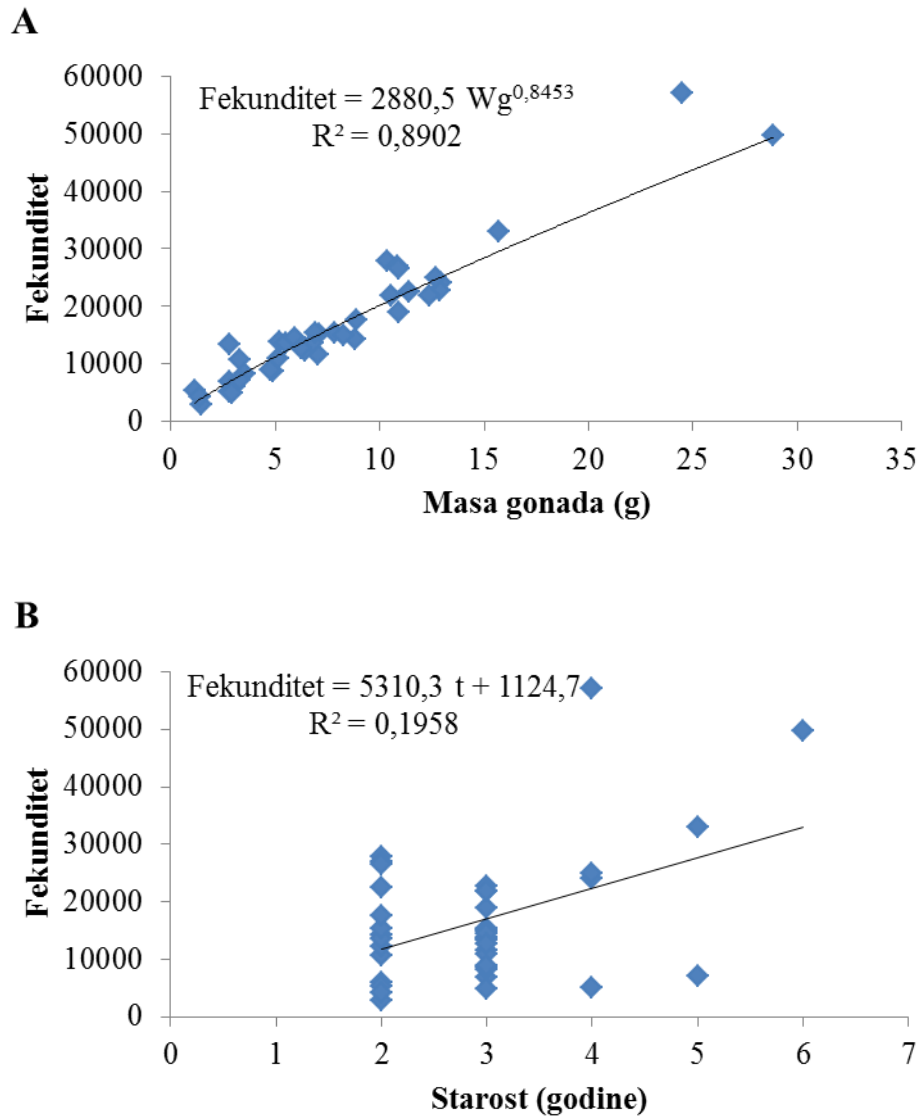 A
Fekunditet = 2880,5 Wg^0,8453
R² = 0,8902
Fekunditet
60000
50000
40000
30000
20000
10000
0
0 5 10 15 20 25 30 35
Masa gonada (g)
B
Fekunditet = 5310,3 t + 1124,7
R² = 0,1958
Fekunditet
60000
50000
40000
30000
20000
10000
0
0 1 2 3 4 5 6 7
Starost (godine)